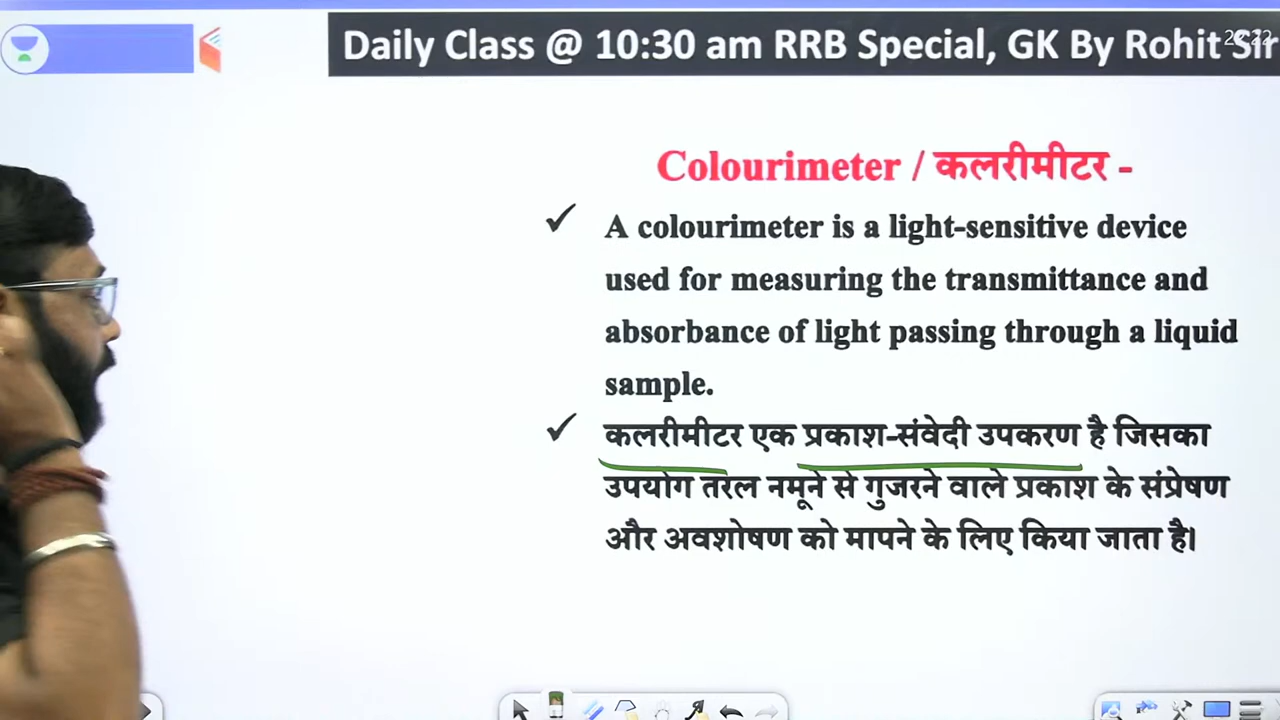 Daily Class @ 10:30 am RRB Special, GK By Rohit Sir
Colourimeter / कलरीमीटर -
A colourimeter is a light-sensitive device
used for measuring the transmittance and
absorbance of light passing through a liquid
sample.
कलरीमीटर एक प्रकाश-संवेदी उपकरण है जिसका
उपयोग तरल नमूने से गुजरने वाले प्रकाश के संप्रेषण
और अवशोषण को मापने के लिए किया जाता है।